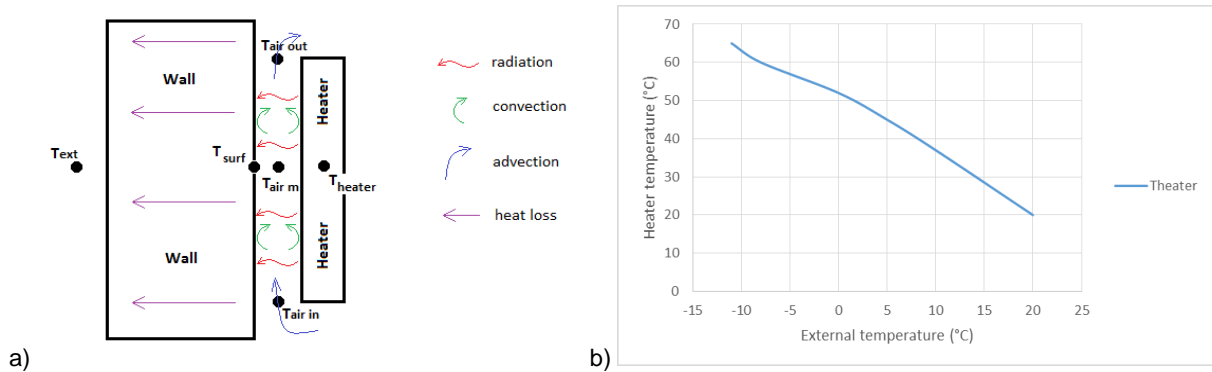 Tair out
Wall
Heater
Text
Tsurf
Tair m
Theater
Wall
Heater
Tair in
radiation
convection
advection
heat loss
a)
b)
Heater temperature (°C)
70
60
50
40
30
20
10
0
-15
-10
-5
0
5
10
15
20
25
External temperature (°C)
Theater